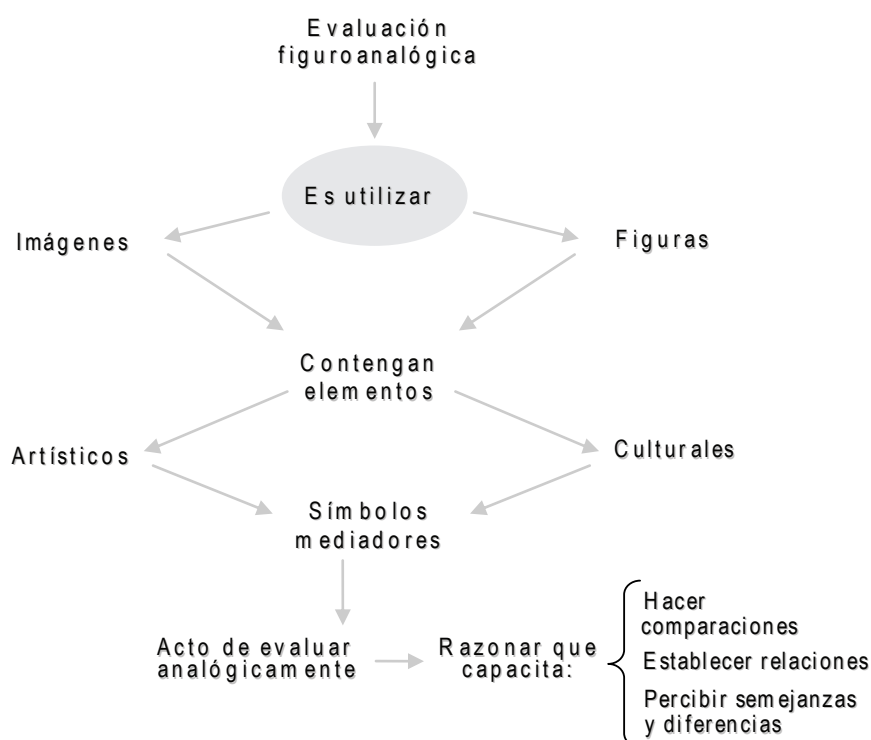 Evaluación
figuroanalógica
Es utilizar
Imágenes
Figuras
Contengan
elementos
Artísticos
Culturales
Símbolos
mediadores
Acto de evaluar
analógicamente
Razonar que
capacita:
Hacer
comparaciones
Establecer relaciones
Percibir semejanzas
y diferencias